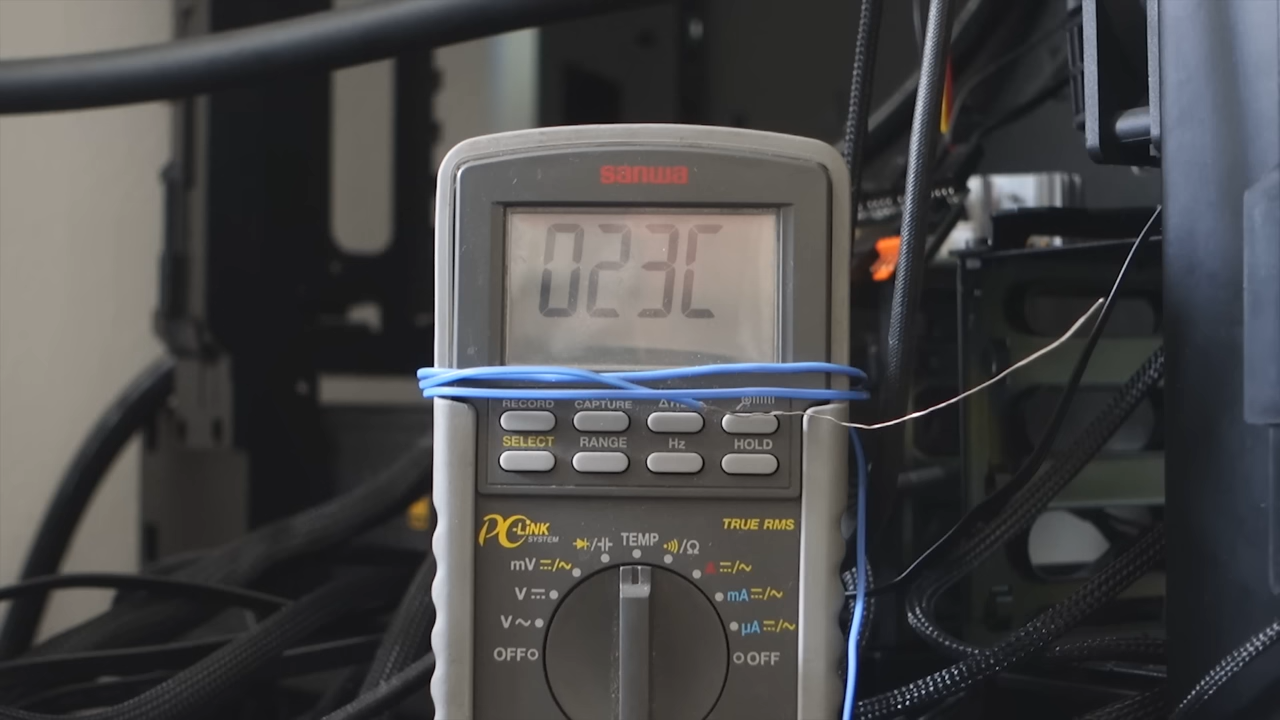 sanwa
023C
RECORD CAPTURE
SELECT RANGE Hz HOLD
PC-LINK SYSTEM TRUE RMS
TEMP
mV
V
V
OFF
/Ω
A
mA
µA
OFF